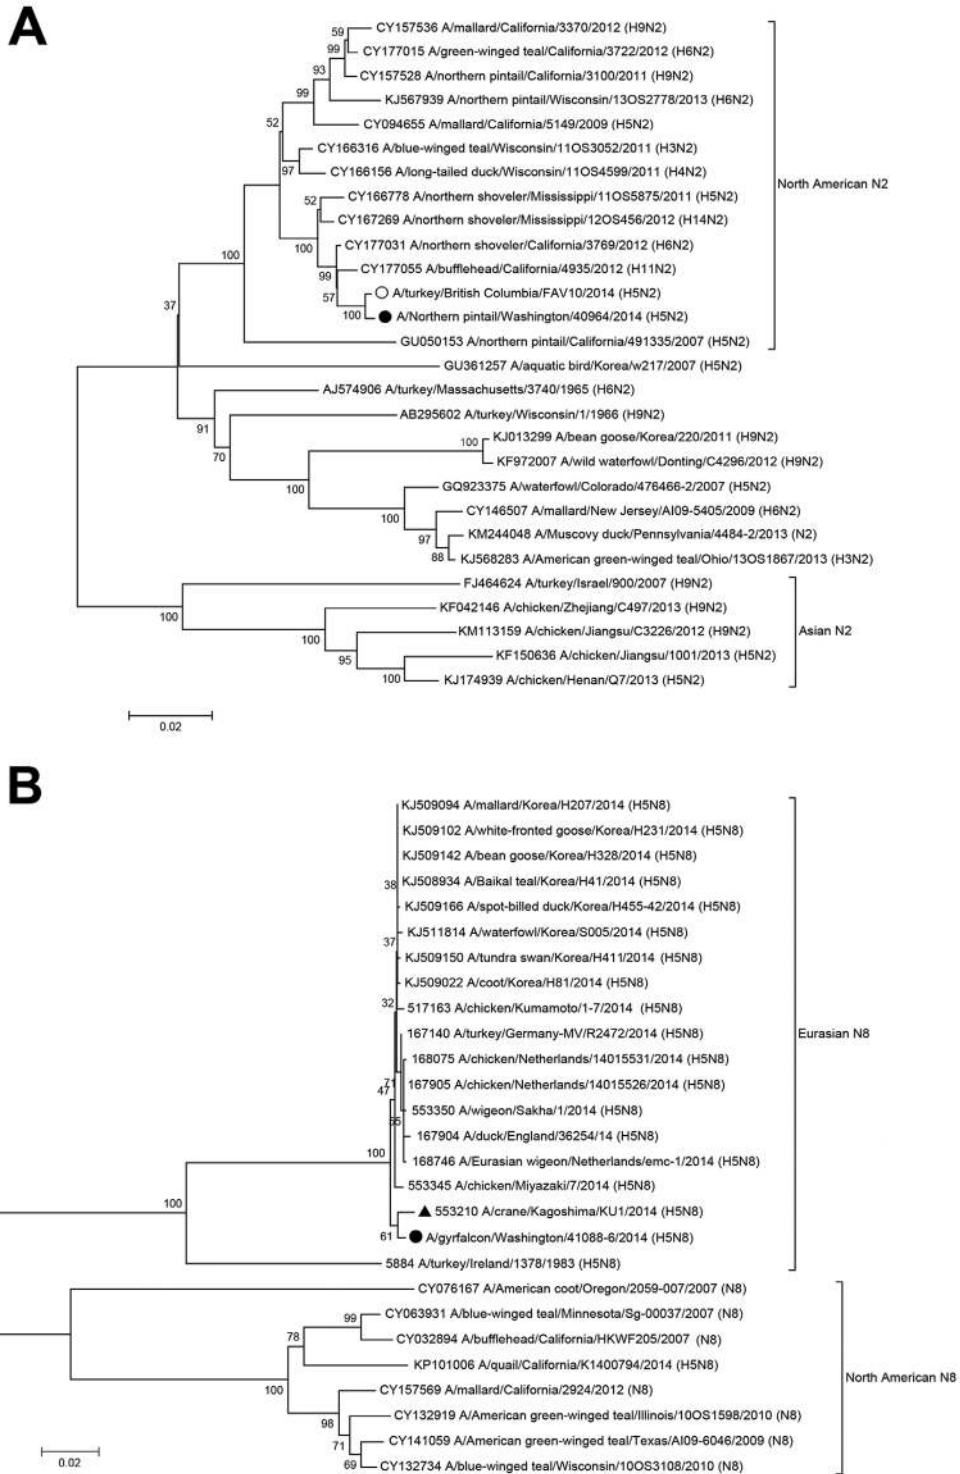 A
59 CY157536 A/mallard/California/3370/2012 (H9N2)
99 CY177015 A/green-winged teal/California/3722/2012 (H6N2)
93 CY157528 A/northern pintail/California/3100/2011 (H9N2)
99 KJ567939 A/northern pintail/Wisconsin/13OS2778/2013 (H6N2)
52 CY094655 A/mallard/California/5149/2009 (H5N2)
CY166316 A/blue-winged teal/Wisconsin/11OS3052/2011 (H3N2)
97 CY166156 A/long-tailed duck/Wisconsin/11OS4599/2011 (H4N2)
North American N2
52 CY166778 A/northern shoveler/Mississippi/11OS5875/2011 (H5N2)
CY167269 A/northern shoveler/Mississippi/12OS456/2012 (H14N2)
100 100 CY177031 A/northern shoveler/California/3769/2012 (H6N2)
99 CY177055 A/bufflehead/California/4935/2012 (H11N2)
57 A/turkey/British Columbia/FAV10/2014 (H5N2)
37 100 A/Northern pintail/Washington/40964/2014 (H5N2)
GU050153 A/northern pintail/California/491335/2007 (H5N2)
GU361257 A/aquatic bird/Korea/w217/2007 (H5N2)
AJ574906 A/turkey/Massachusetts/3740/1965 (H6N2)
91 AB295602 A/turkey/Wisconsin/1/1966 (H9N2)
100 KJ013299 A/bean goose/Korea/220/2011 (H9N2)
70 KF972007 A/wild waterfowl/Donting/C4296/2012 (H9N2)
100 GQ923375 A/waterfowl/Colorado/476466-2/2007 (H5N2)
100 CY146507 A/mallard/New Jersey/AI09-5405/2009 (H6N2)
97 KM244048 A/Muscovy duck/Pennsylvania/4484-2/2013 (N2)
88 KJ568283 A/American green-winged teal/Ohio/13OS1867/2013 (H3N2)
FJ464624 A/turkey/Israel/900/2007 (H9N2)
100 KF042146 A/chicken/Zhejiang/C497/2013 (H9N2)
100 KM113159 A/chicken/Jiangsu/C3226/2012 (H9N2)
Asian N2
95 KF150636 A/chicken/Jiangsu/1001/2013 (H5N2)
100 KJ174939 A/chicken/Henan/Q7/2013 (H5N2)
0.02
B
KJ509094 A/mallard/Korea/H207/2014 (H5N8)
KJ509102 A/white-fronted goose/Korea/H231/2014 (H5N8)
KJ509142 A/bean goose/Korea/H328/2014 (H5N8)
38 KJ508934 A/Baikal teal/Korea/H41/2014 (H5N8)
KJ509166 A/spot-billed duck/Korea/H455-42/2014 (H5N8)
37 KJ511814 A/waterfowl/Korea/S005/2014 (H5N8)
KJ509150 A/tundra swan/Korea/H411/2014 (H5N8)
KJ509022 A/coot/Korea/H81/2014 (H5N8)
32 517163 A/chicken/Kumamoto/1-7/2014 (H5N8)
167140 A/turkey/Germany-MV/R2472/2014 (H5N8)
Eurasian N8
168075 A/chicken/Netherlands/14015531/2014 (H5N8)
71 167905 A/chicken/Netherlands/14015526/2014 (H5N8)
47 553350 A/wigeon/Sakha/1/2014 (H5N8)
55 167904 A/duck/England/36254/14 (H5N8)
100 168746 A/Eurasian wigeon/Netherlands/emc-1/2014 (H5N8)
553345 A/chicken/Miyazaki/7/2014 (H5N8)
100 553210 A/crane/Kagoshima/KU1/2014 (H5N8)
61 A/gyrfalcon/Washington/41088-6/2014 (H5N8)
5884 A/turkey/Ireland/1378/1983 (H5N8)
CY076167 A/American coot/Oregon/2059-007/2007 (N8)
99 CY063931 A/blue-winged teal/Minnesota/Sg-00037/2007 (N8)
78 CY032894 A/bufflehead/California/HKWF205/2007 (N8)
KP101006 A/quail/California/K1400794/2014 (H5N8)
North American N8
100 CY157569 A/mallard/California/2924/2012 (N8)
98 CY132919 A/American green-winged teal/Illinois/10OS1598/2010 (N8)
71 CY141059 A/American green-winged teal/Texas/AI09-6046/2009 (N8)
69 CY132734 A/blue-winged teal/Wisconsin/10OS3108/2010 (N8)
0.02